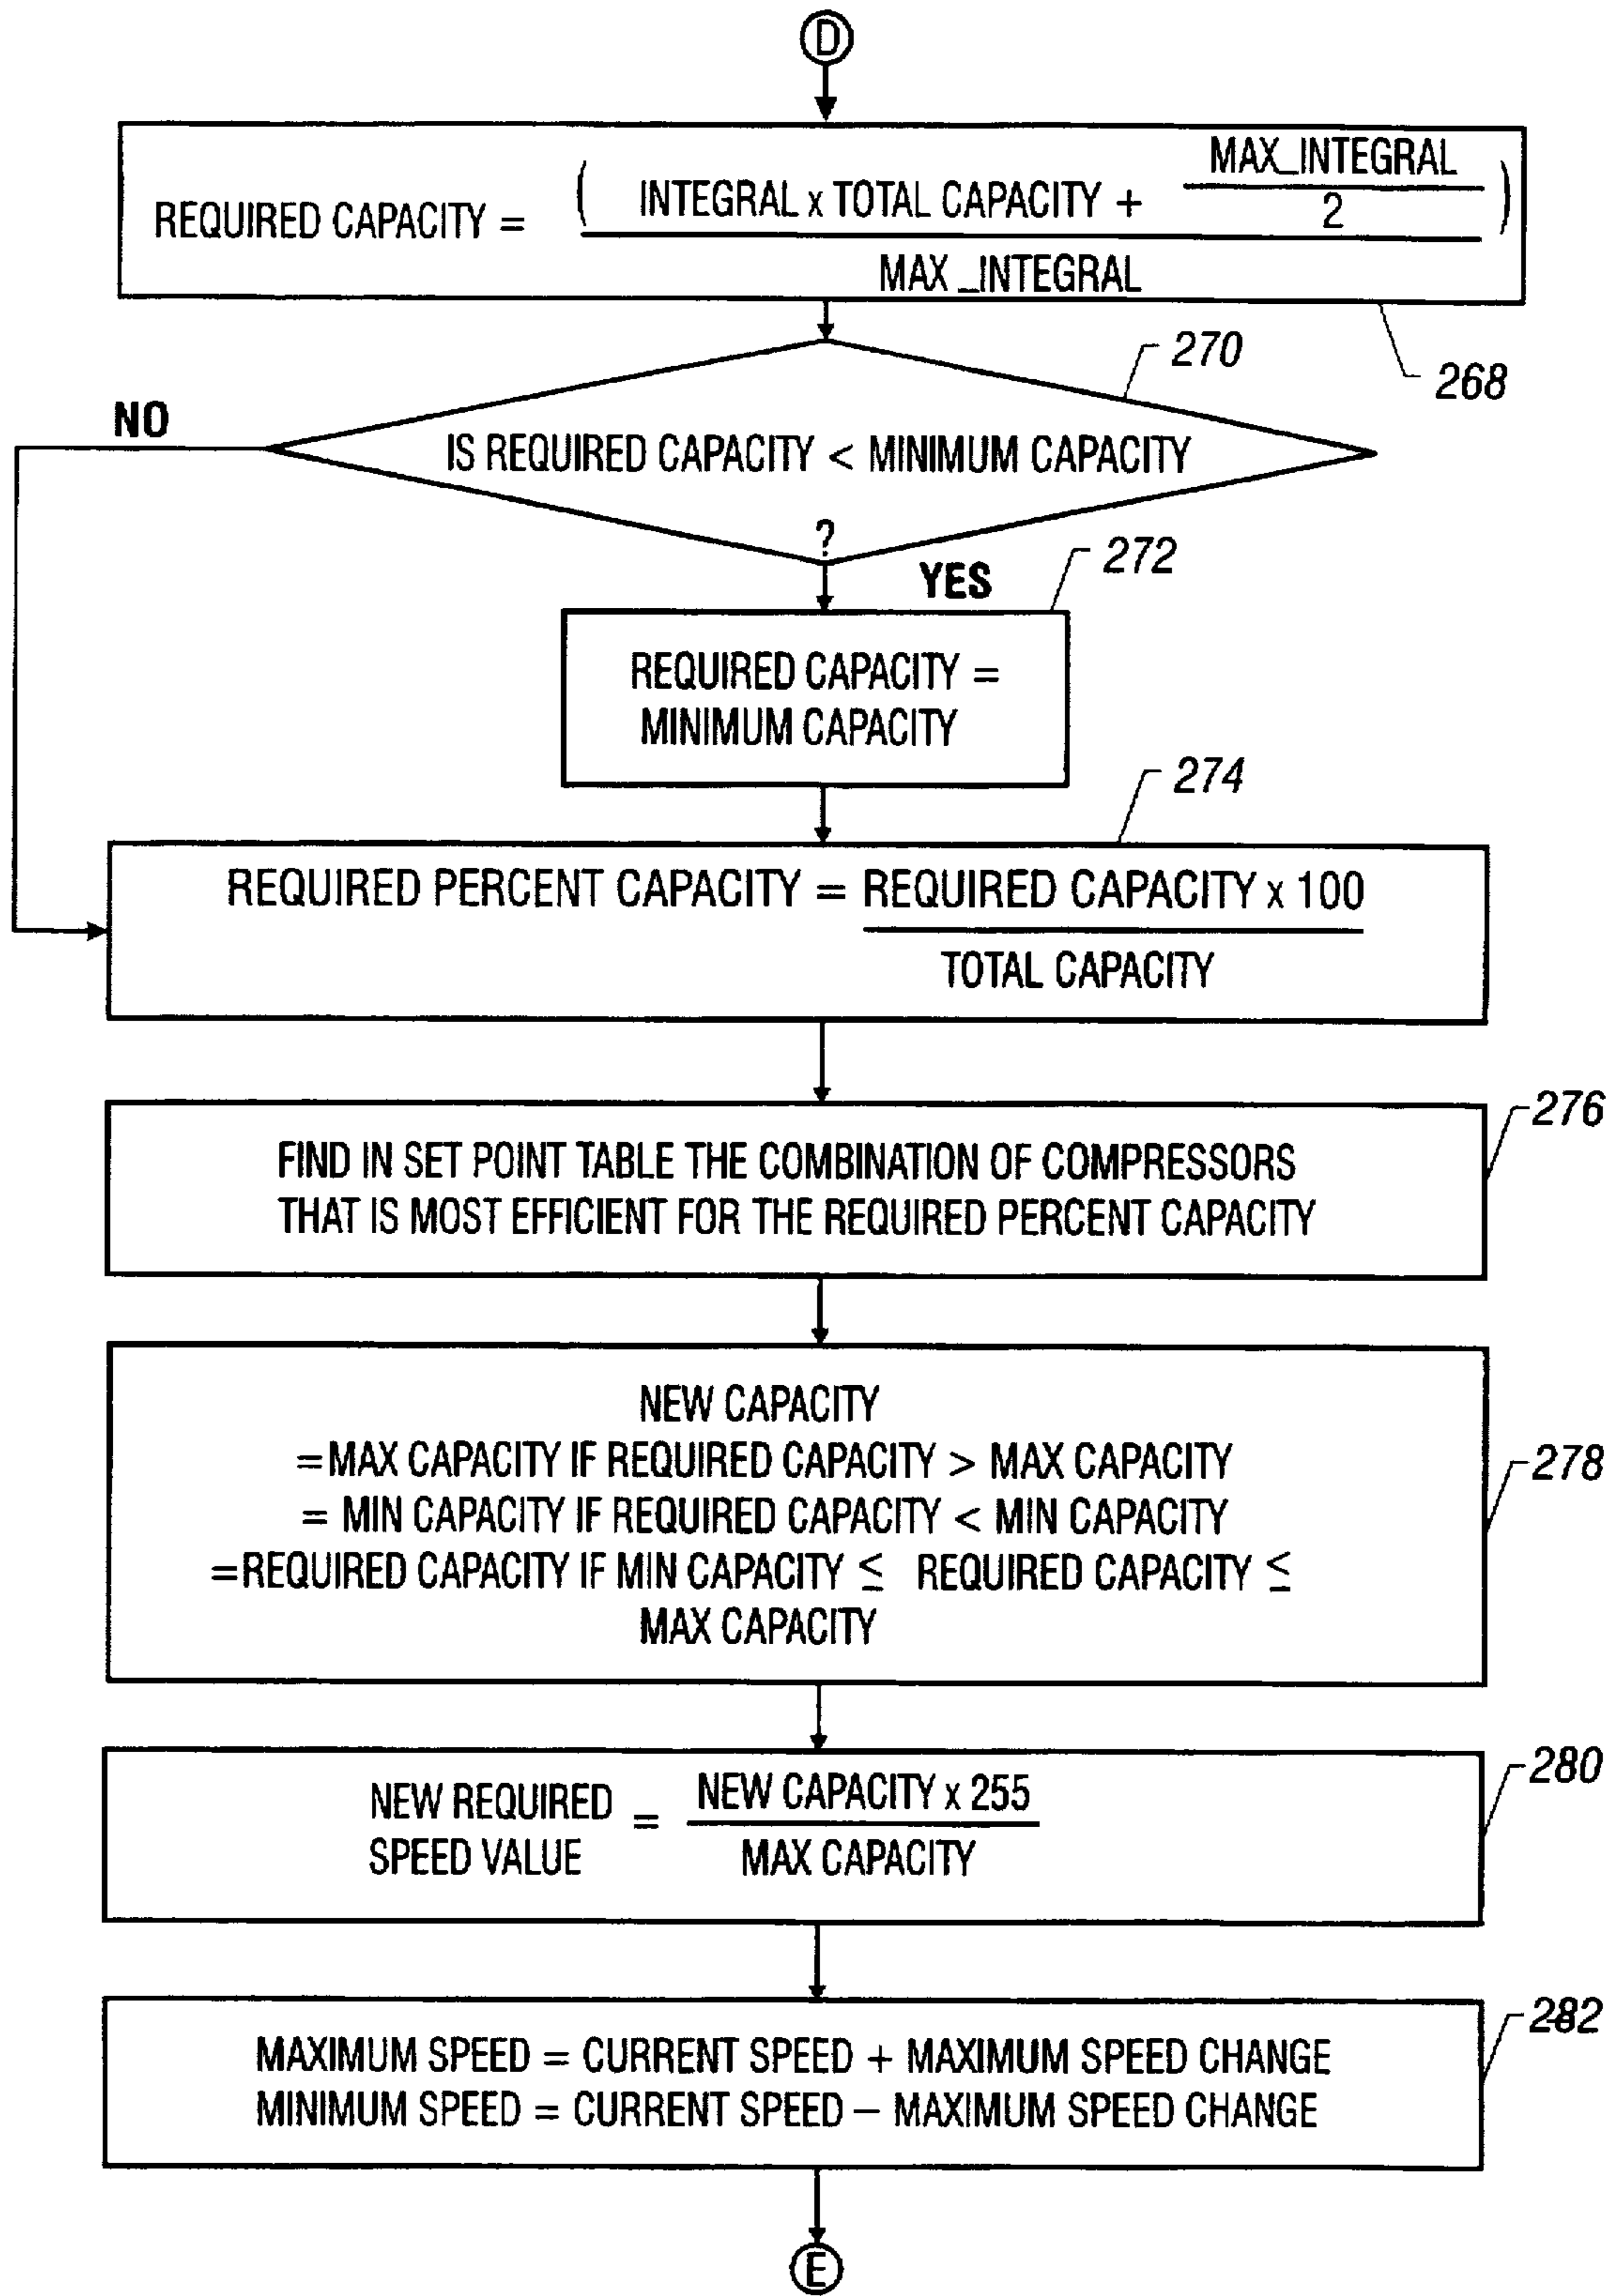 D
MAX_INTEGRAL
REQUIRED CAPACITY = ( INTEGRAL x TOTAL CAPACITY + 2 )
MAX_INTEGRAL
268
270
NO
IS REQUIRED CAPACITY < MINIMUM CAPACITY
?
YES
272
REQUIRED CAPACITY =
MINIMUM CAPACITY
274
REQUIRED PERCENT CAPACITY = REQUIRED CAPACITY x 100
TOTAL CAPACITY
276
FIND IN SET POINT TABLE THE COMBINATION OF COMPRESSORS
THAT IS MOST EFFICIENT FOR THE REQUIRED PERCENT CAPACITY
NEW CAPACITY
=MAX CAPACITY IF REQUIRED CAPACITY > MAX CAPACITY
278
= MIN CAPACITY IF REQUIRED CAPACITY < MIN CAPACITY
=REQUIRED CAPACITY IF MIN CAPACITY ≤ REQUIRED CAPACITY ≤
MAX CAPACITY
280
NEW REQUIRED
SPEED VALUE
=
NEW CAPACITY x 255
MAX CAPACITY
282
MAXIMUM SPEED = CURRENT SPEED + MAXIMUM SPEED CHANGE
MINIMUM SPEED = CURRENT SPEED − MAXIMUM SPEED CHANGE
E